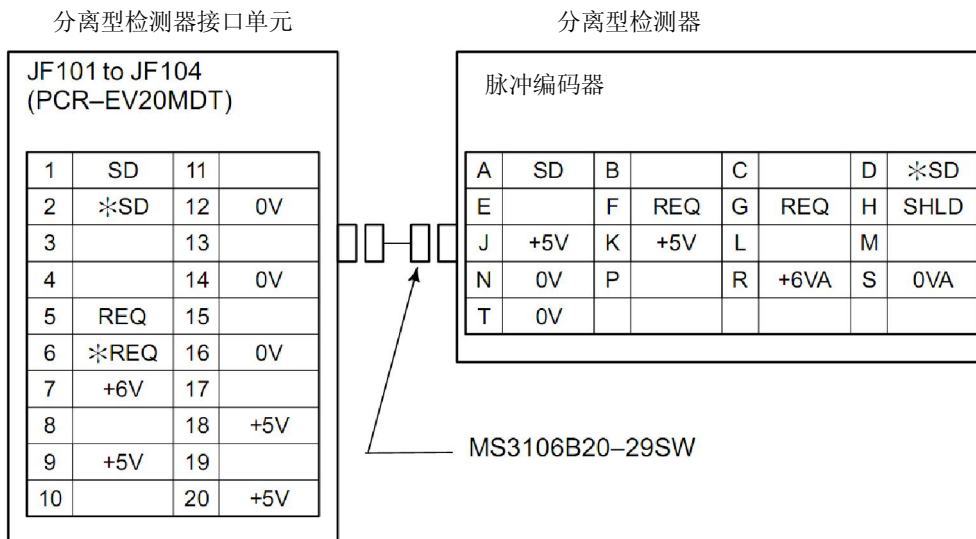 分离型检测器接口单元
分离型检测器
JF101 to JF104
(PCR–EV20MDT)
1 SD 11
2 ✳SD 12 0V
3 13
4 14 0V
5 REQ 15
6 ✳REQ 16 0V
7 +6V 17
8 18 +5V
9 +5V 19
10 20 +5V
脉冲编码器
A SD B C D ✳SD
E F REQ G REQ H SHLD
J +5V K +5V L M
N 0V P R +6VA S 0VA
T 0V
MS3106B20–29SW